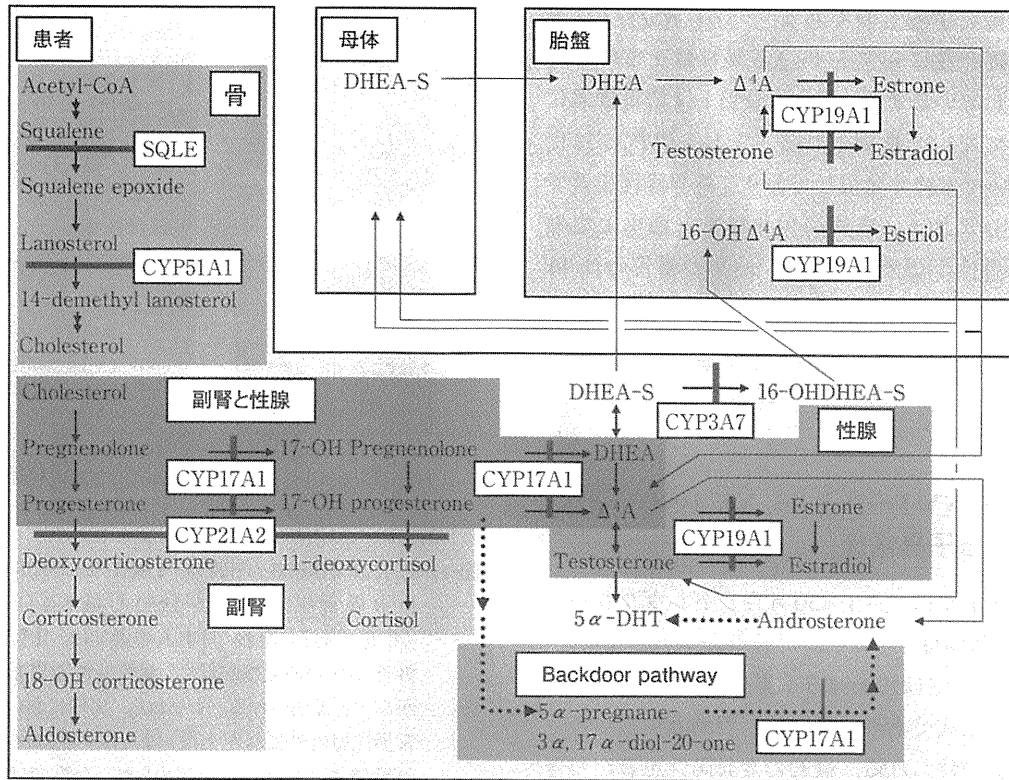 患者
母体
胎盤
骨
Acetyl-CoA
Squalene
SQLE
Squalene epoxide
Lanosterol
CYP51A1
14-demethyl lanosterol
Cholesterol
DHEA-S
DHEA
Δ⁴A
Estrone
CYP19A1
Testosterone
Estradiol
16-OH Δ⁴A
Estriol
CYP19A1
Cholesterol
副腎と性腺
DHEA-S
16-OHDHEA-S
CYP3A7
性腺
Pregnenolone
17-OH Pregnenolone
DHEA
CYP17A1
CYP17A1
Progesterone
17-OH progesterone
Δ⁴A
Estrone
CYP21A2
CYP19A1
Deoxycorticosterone
11-deoxycortisol
Testosterone
Estradiol
副腎
Corticosterone
Cortisol
5α-DHT
Androsterone
Backdoor pathway
18-OH corticosterone
5α-pregnane-
3α, 17α-diol-20-one
CYP17A1
Aldosterone